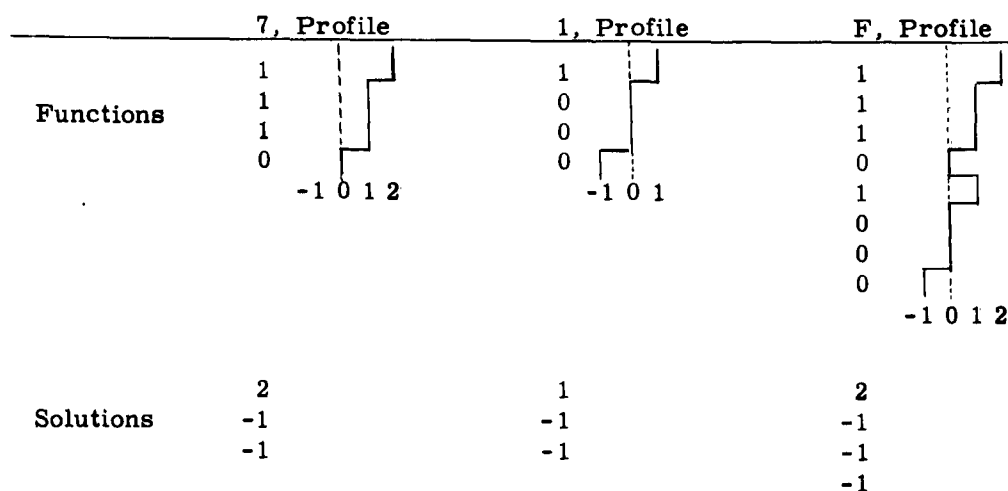 7, Profile 1, Profile F, Profile
1 1 1
Functions
1 0 1
1 0 1
0 0 0
-1 0 1 2 -1 0 1 1
0
0
0
-1 0 1 2
2 1 2
Solutions -1 -1 -1
-1 -1 -1
-1